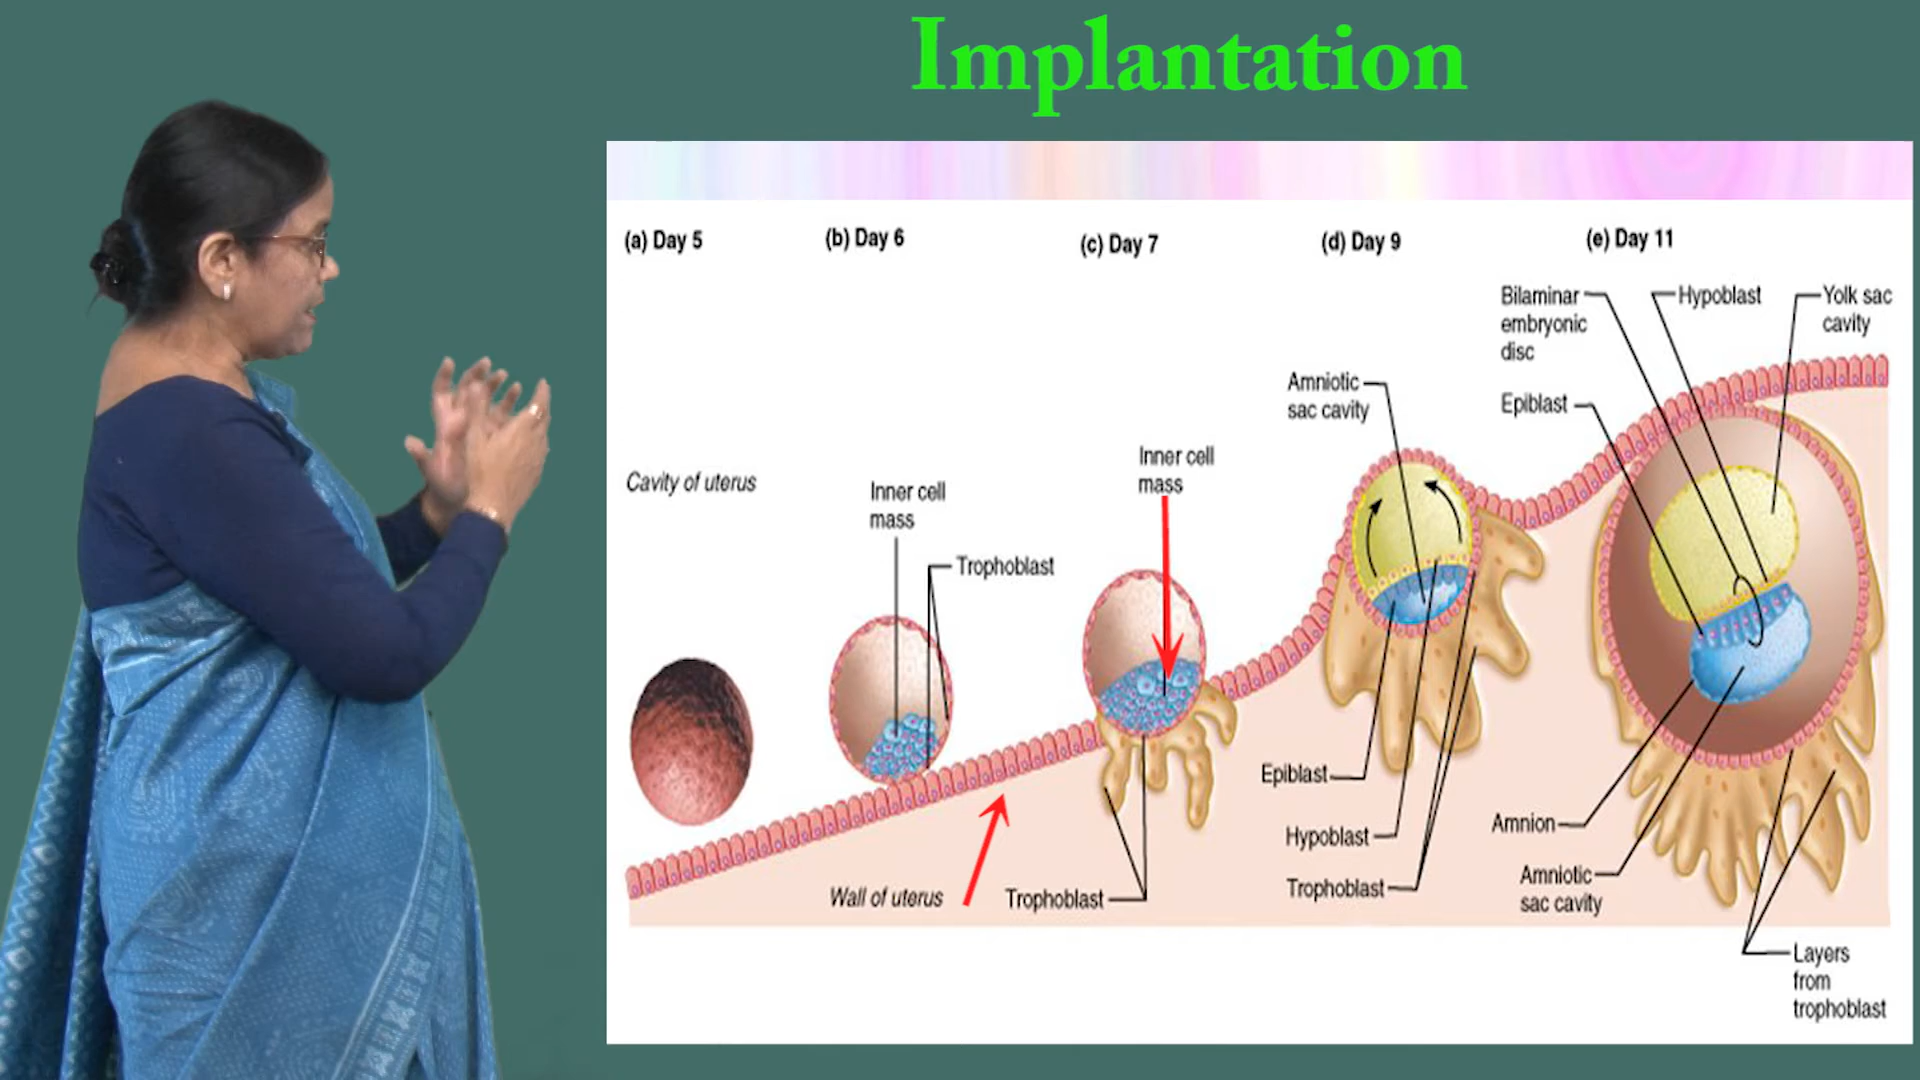 Implantation
(a) Day 5
(b) Day 6
(c) Day 7
(d) Day 9
(e) Day 11
Cavity of uterus
Inner cell
mass
Trophoblast
Wall of uterus
Inner cell
mass
Trophoblast
Amniotic
sac cavity
Epiblast
Hypoblast
Trophoblast
Bilaminar
embryonic
disc
Hypoblast
Yolk sac
cavity
Epiblast
Amnion
Amniotic
sac cavity
Layers
from
trophoblast